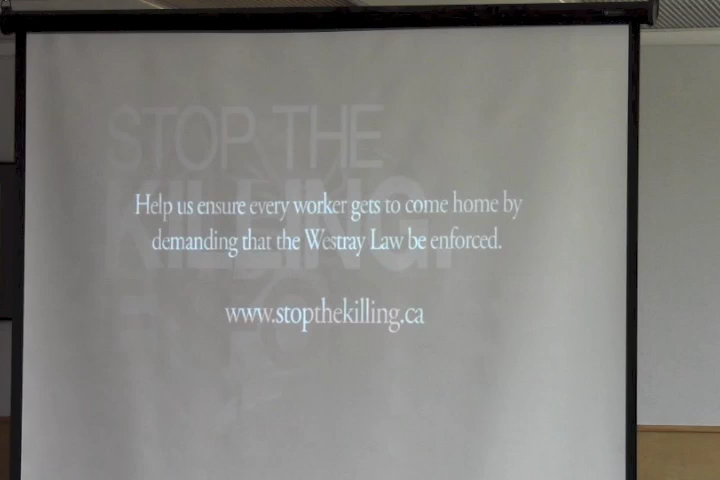 STOP THE
KILLING.
Help us ensure every worker gets to come home by
demanding that the Westray Law be enforced.
www.stopthekilling.ca